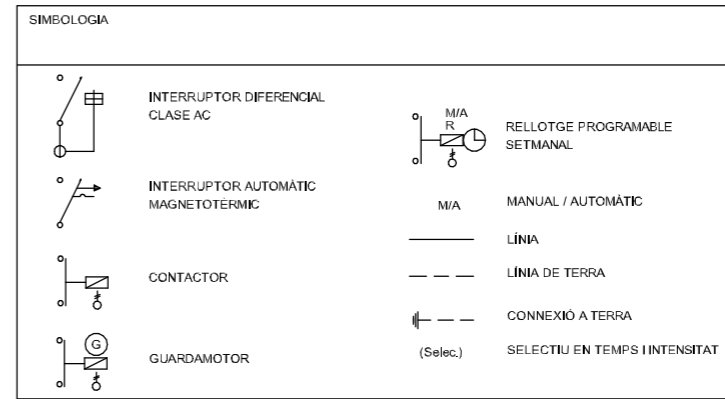 SIMBOLOGIA
INTERRUPTOR DIFERENCIAL
CLASE AC
INTERRUPTOR AUTOMÀTIC
MAGNETOTÈRMIC
CONTACTOR
G
GUARDAMOTOR
M/A
R
RELLOTGE PROGRAMABLE
SETMANAL
M/A
MANUAL / AUTOMÀTIC
LÍNIA
LÍNIA DE TERRA
CONNEXIÓ A TERRA
(Selec.)
SELECTIU EN TEMPS I INTENSITAT